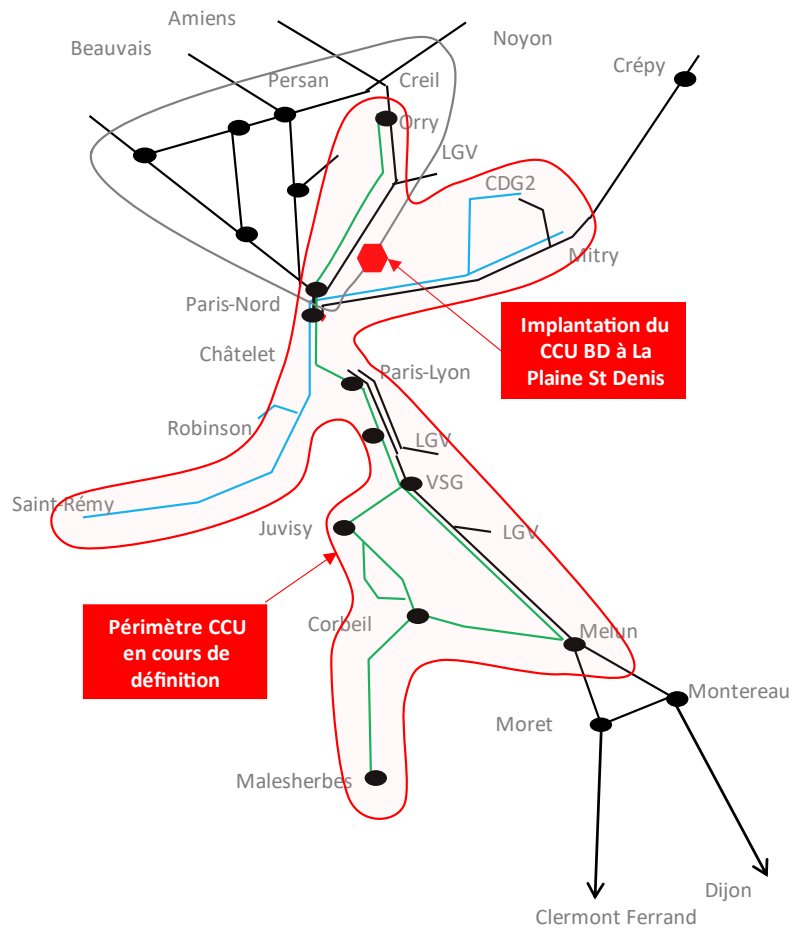 Amiens
Noyon
Beauvais
Persan
Creil
Crépy
Orry
LGV
CDG2
Mitry
Paris-Nord
Implantation du
CCU BD à La
Plaine St Denis
Châtelet
Paris-Lyon
Robinson
LGV
VSG
Saint-Rémy
Juvisy
LGV
Périmètre CCU
en cours de
définition
Corbeil
Melun
Montereau
Moret
Malesherbes
Dijon
Clermont Ferrand